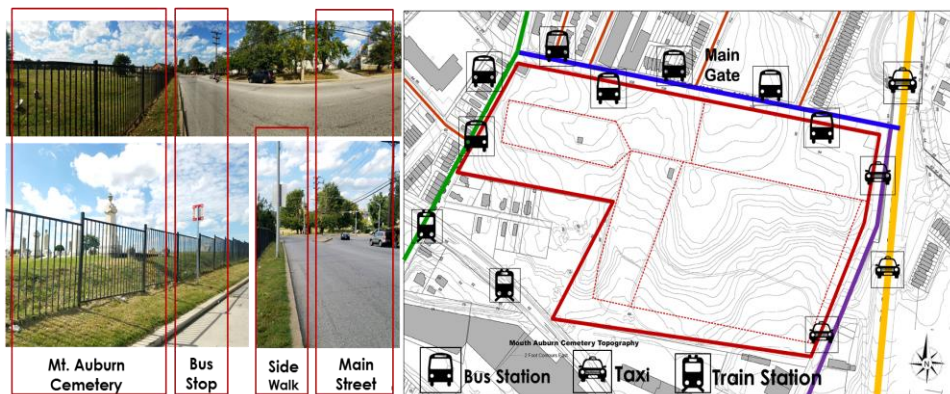 Main
Gate
Mouth Auburn Cemetery Topography
Mt. Auburn
Cemetery
Bus
Stop
Side
Walk
Main
Street
Bus Station
Taxi
Train Station